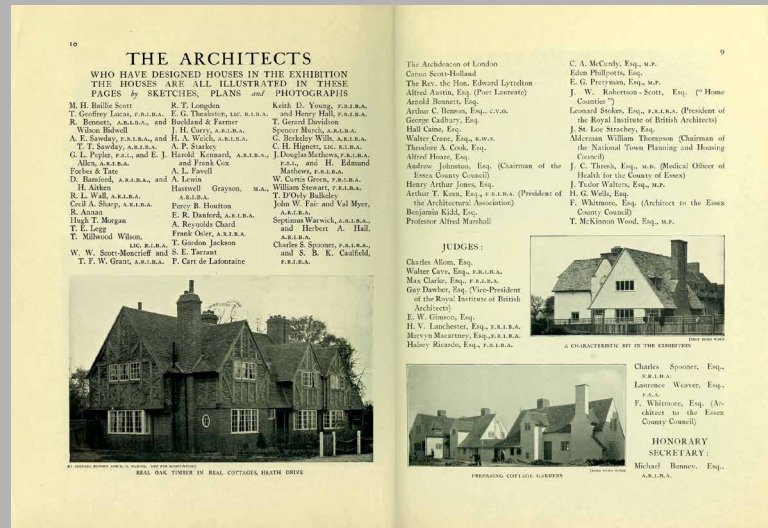 10
THE ARCHITECTS
WHO HAVE DESIGNED HOUSES IN THE EXHIBITION
THE HOUSES ARE ALL ILLUSTRATED IN THESE
PAGES by SKETCHES, PLANS and PHOTOGRAPHS
M. H. Baillie Scott
T. Geoffrey Lucas, F.R.I.B.A.
R. Bennett, A.R.I.B.A., and
Wilson Bidwell
A. E. Sawday, F.R.I.B.A., and
T. T. Sawday, A.R.I.B.A.
G. L. Pepler, F.S.I., and E. J.
Allen, A.R.I.B.A.
Forbes & Tate
D. Bamford, A.R.I.B.A., and
H. Aitken
R. L. Wall, A.R.I.B.A.
Cecil A. Sharp, A.R.I.B.A.
R. Annan
Hugh T. Morgan
T. E. Legg
T. Millwood Wilson,
LIC. R.I.B.A.
W. W. Scott-Moncrieff and
T. F. W. Grant, A.R.I.B.A.
R. T. Longden
E. G. Theakston, LIC. R.I.B.A.
Buckland & Farmer
J. H. Curry, A.R.I.B.A.
H. A. Welch, A.R.I.B.A.
A. P. Starkey
Harold Kennard, A.R.I.B.A.,
and Frank Cox
A. L. Favell
A. Lewin
Hastwell Grayson, M.A.,
A.R.I.B.A.
Percy B. Houfton
E. R. Danford, A.R.I.B.A.
A. Reynolds Chard
Frank Osler, A.R.I.B.A.
T. Gordon Jackson
S. E. Tarrant
P. Cart de Lafontaine
Keith D. Young, F.R.I.B.A.,
and Henry Hall, F.R.I.B.A.
T. Gerard Davidson
Spencer Murch, A.R.I.B.A.
G. Berkeley Wills, A.R.I.B.A.
C. H. Hignett, LIC. R.I.B.A.
J. Douglas Mathews, F.R.I.B.A.,
F.S.I., and H. Edmund
Mathews, F.R.I.B.A.
W. Curtis Green, F.R.I.B.A.
William Stewart, F.R.I.B.A.
T. D'Oyly Bulkeley
John W. Fair and Val Myer,
A.R.I.B.A.
Septimus Warwick, A.R.I.B.A.,
and Herbert A. Hall,
A.R.I.B.A.
Charles S. Spooner, F.R.I.B.A.,
and S. B. K. Caulfield,
F.R.I.B.A.
REAL OAK TIMBER IN REAL COTTAGES, HEATH DRIVE
9
The Archdeacon of London
Canon Scott-Holland
The Rev. the Hon. Edward Lyttelton
Alfred Austin, Esq. (Poet Laureate)
Arnold Bennett, Esq.
Arthur C. Benson, Esq., C.V.O.
George Cadbury, Esq.
Hall Caine, Esq.
Walter Crane, Esq., R.W.S.
Theodore A. Cook, Esq.
Alfred Hoare, Esq.
Andrew Johnston, Esq. (Chairman of the
Essex County Council)
Henry Arthur Jones, Esq.
Arthur T. Keen, Esq., F.R.I.B.A. (President of
the Architectural Association)
Benjamin Kidd, Esq.
Professor Alfred Marshall
C. A. McCurdy, Esq., M.P.
Eden Phillpotts, Esq.
E. G. Prettyman, Esq., M.P.
J. W. Robertson-Scott, Esq. ("Home
Counties")
Leonard Stokes, Esq., F.R.I.B.A. (President of
the Royal Institute of British Architects)
J. St. Loe Strachey, Esq.
Alderman William Thompson (Chairman of
the National Town Planning and Housing
Council)
J. C. Thresh, Esq., M.D. (Medical Officer of
Health for the County of Essex)
J. Tudor Walters, Esq., M.P.
H. G. Wells, Esq.
F. Whitmore, Esq. (Architect to the Essex
County Council)
T. McKinnon Wood, Esq., M.P.
JUDGES:
Charles Allom, Esq.
Walter Cave, Esq., F.R.I.B.A.
Max Clarke, Esq., F.R.I.B.A.
Guy Dawber, Esq. (Vice-President
of the Royal Institute of British
Architects)
E. W. Gimson, Esq.
H. V. Lanchester, Esq., F.R.I.B.A.
Mervyn Macartney, Esq., F.R.I.B.A.
Halsey Ricardo, Esq., F.R.I.B.A.
A CHARACTERISTIC BIT IN THE EXHIBITION
PREPARING COTTAGE GARDENS
Charles Spooner, Esq.,
F.R.I.B.A.
Laurence Weaver, Esq.,
F.S.A.
F. Whitmore, Esq. (Ar-
chitect to the Essex
County Council)
HONORARY
SECRETARY:
Michael Bunney, Esq.,
A.R.I.B.A.